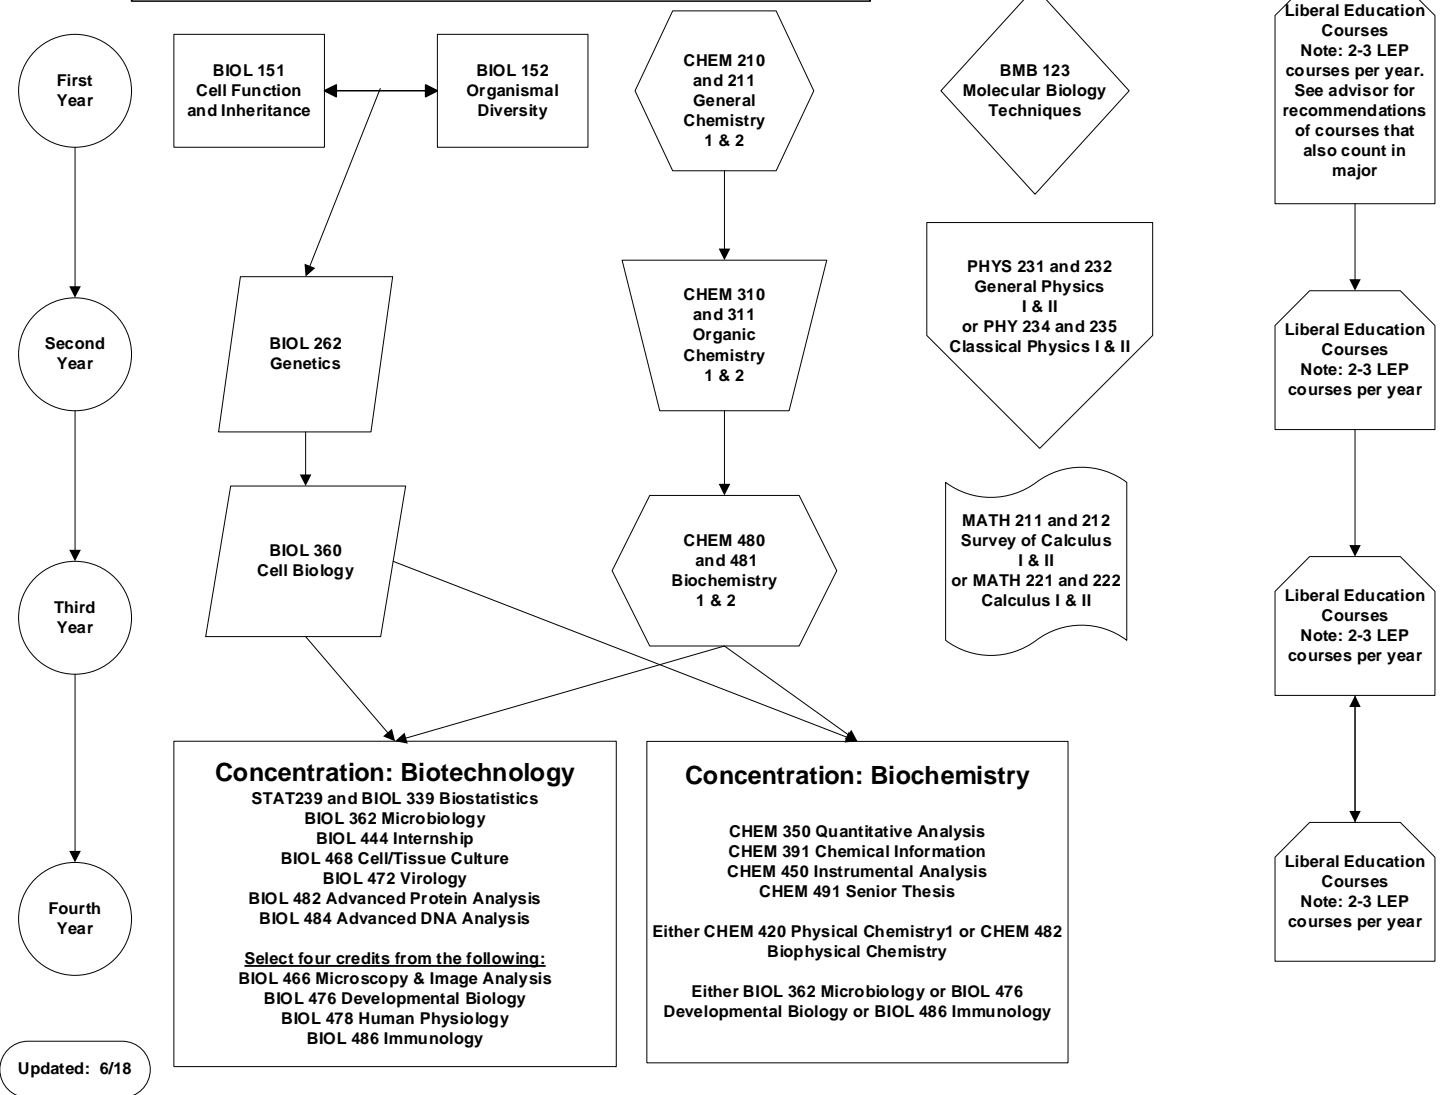 First
Year
BIOL 151
Cell Function
and Inheritance
BIOL 152
Organismal
Diversity
CHEM 210
and 211
General
Chemistry
1 & 2
BMB 123
Molecular Biology
Techniques
Liberal Education
Courses
Note: 2-3 LEP
courses per year.
See advisor for
recommendations
of courses that
also count in
major
Second
Year
BIOL 262
Genetics
CHEM 310
and 311
Organic
Chemistry
1 & 2
PHYS 231 and 232
General Physics
I & II
or PHY 234 and 235
Classical Physics I & II
Liberal Education
Courses
Note: 2-3 LEP
courses per year
Third
Year
BIOL 360
Cell Biology
CHEM 480
and 481
Biochemistry
1 & 2
MATH 211 and 212
Survey of Calculus
I & II
or MATH 221 and 222
Calculus I & II
Liberal Education
Courses
Note: 2-3 LEP
courses per year
Fourth
Year
Concentration: Biotechnology
STAT239 and BIOL 339 Biostatistics
BIOL 362 Microbiology
BIOL 444 Internship
BIOL 468 Cell/Tissue Culture
BIOL 472 Virology
BIOL 482 Advanced Protein Analysis
BIOL 484 Advanced DNA Analysis
Select four credits from the following:
BIOL 466 Microscopy & Image Analysis
BIOL 476 Developmental Biology
BIOL 478 Human Physiology
BIOL 486 Immunology
Concentration: Biochemistry
CHEM 350 Quantitative Analysis
CHEM 391 Chemical Information
CHEM 450 Instrumental Analysis
CHEM 491 Senior Thesis
Either CHEM 420 Physical Chemistry1 or CHEM 482
Biophysical Chemistry
Either BIOL 362 Microbiology or BIOL 476
Developmental Biology or BIOL 486 Immunology
Liberal Education
Courses
Note: 2-3 LEP
courses per year
Updated: 6/18